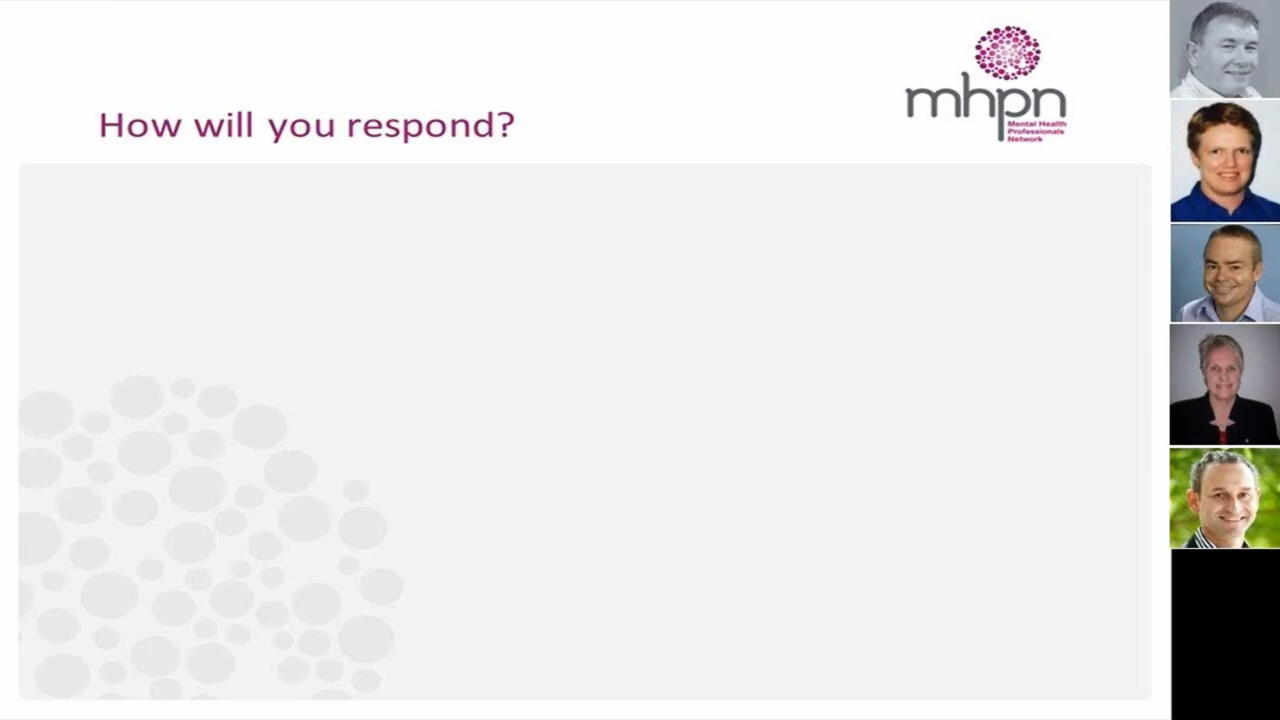 How will you respond?
mhpn
Mental Health
Professionals
Network